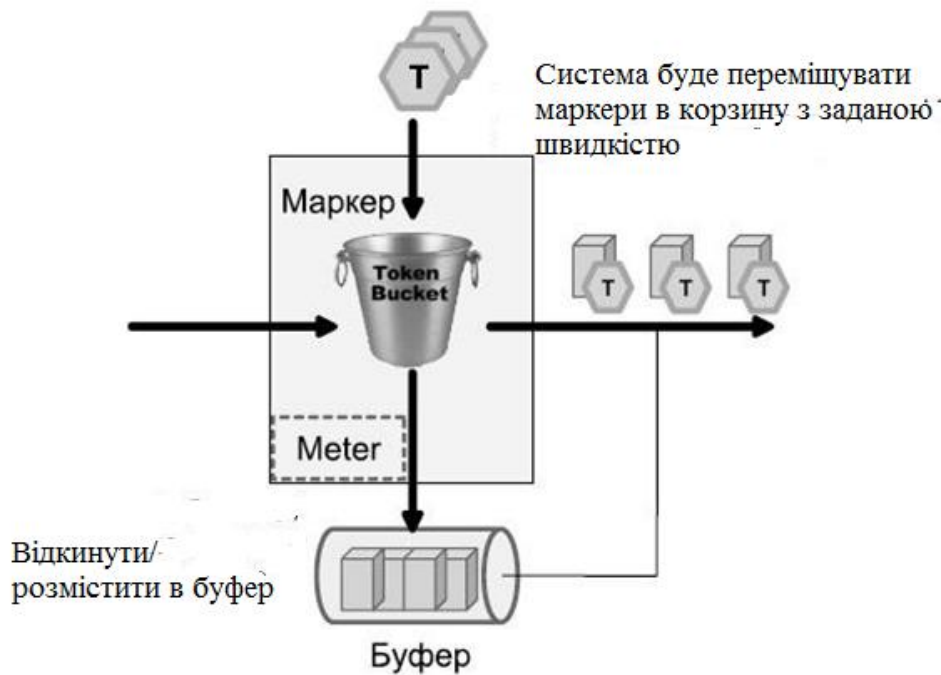 T
Система буде переміщувати
маркери в корзину з заданою
швидкістю
Маркер
Token
Bucket
T T T
Meter
Відкинути/
розмістити в буфер
Буфер